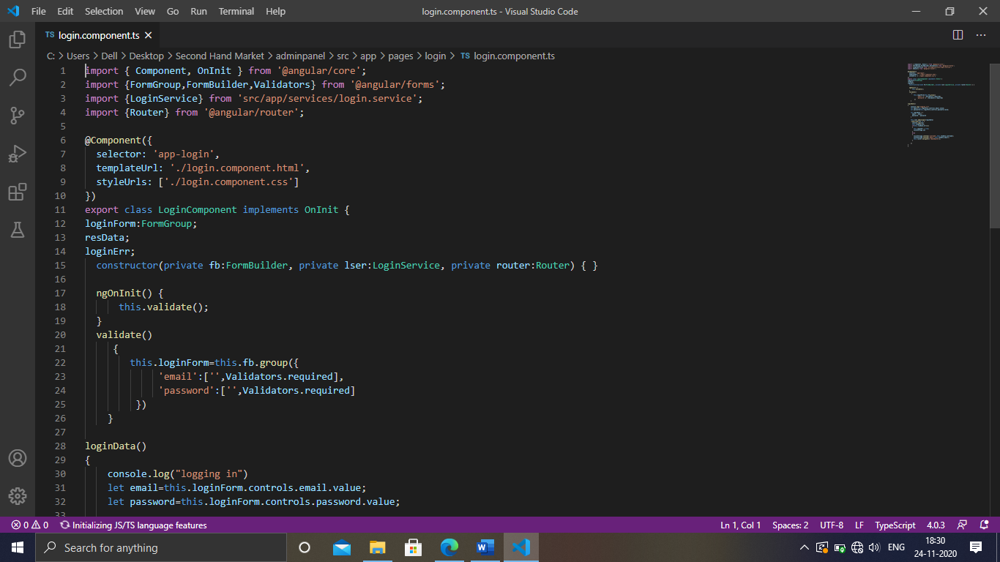 File Edit Selection View Go Run Terminal Help login.component.ts - Visual Studio Code
TS login.component.ts
C: > Users > Dell > Desktop > Second Hand Market > adminpanel > src > app > pages > login > TS login.component.ts
1 import { Component, OnInit } from '@angular/core';
2 import {FormGroup,FormBuilder,Validators} from '@angular/forms';
3 import {LoginService} from 'src/app/services/login.service';
4 import {Router} from '@angular/router';
5
6 @Component({
7 selector: 'app-login',
8 templateUrl: './login.component.html',
9 styleUrls: ['./login.component.css']
10 })
11 export class LoginComponent implements OnInit {
12 loginForm:FormGroup;
13 resData;
14 loginErr;
15 constructor(private fb:FormBuilder, private lser:LoginService, private router:Router) { }
16
17 ngOnInit() {
18 this.validate();
19 }
20 validate()
21 {
22 this.loginForm=this.fb.group({
23 'email':['',Validators.required],
24 'password':['',Validators.required]
25 })
26 }
27
28 loginData()
29 {
30 console.log("logging in")
31 let email=this.loginForm.controls.email.value;
32 let password=this.loginForm.controls.password.value;
33
0 0 Initializing JS/TS language features Ln 1, Col 1 Spaces: 2 UTF-8 LF TypeScript 4.0.3
Search for anything ENG 18:30
24-11-2020